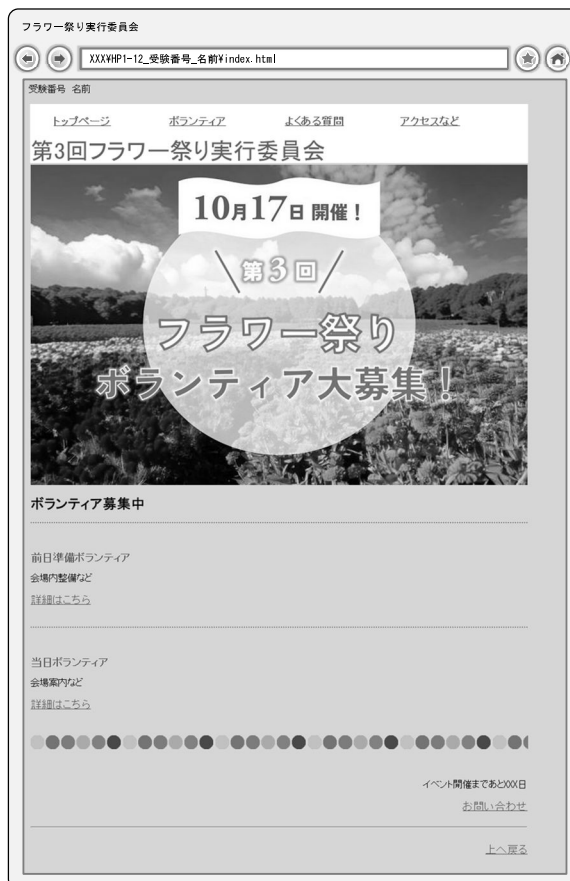 フラワー祭り実行委員会
XXX¥HP1-12_受験番号_名前¥index.html
受験番号 名前
トップページ ボランティア よくある質問 アクセスなど
第3回フラワー祭り実行委員会
10月17日 開催！
第3回
フラワー祭り
ボランティア大募集！
ボランティア募集中
前日準備ボランティア
会場内整備など
詳細はこちら
当日ボランティア
会場案内など
詳細はこちら
イベント開催まであとXXX日
お問い合わせ
上へ戻る